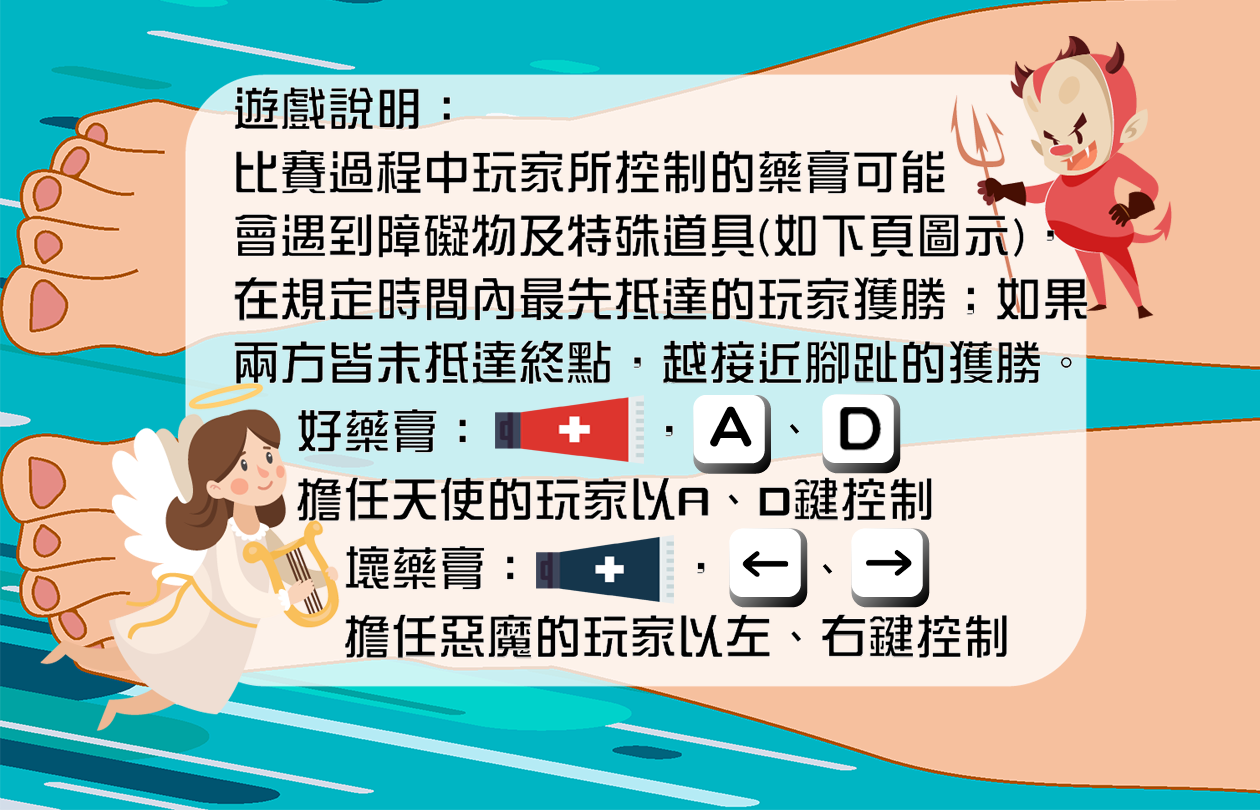 遊戲說明：
比賽過程中玩家所控制的藥膏可能
會遇到障礙物及特殊道具(如下頁圖示)，
在規定時間內最先抵達的玩家獲勝；如果
兩方皆未抵達終點，越接近腳趾的獲勝。
好藥膏：，A、D
擔任天使的玩家以A、D鍵控制
壞藥膏：，←、→
擔任惡魔的玩家以左、右鍵控制